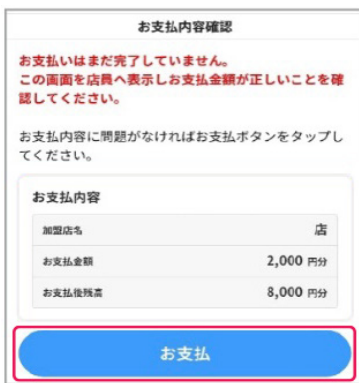 お支払内容確認
お支払いはまだ完了していません。
この画面を店員へ表示しお支払金額が正しいことを確
認してください。
お支払内容に問題がなければお支払ボタンをタップし
てください。
お支払内容
加盟店名 店
お支払金額 2,000 円分
お支払後残高 8,000 円分
お支払